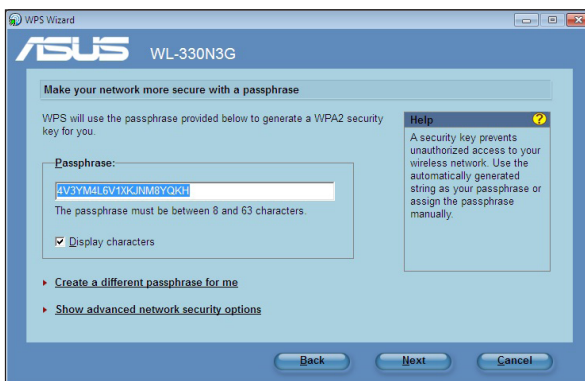 WPS Wizard
ASUS WL-330N3G
Make your network more secure with a passphrase
WPS will use the passphrase provided below to generate a WPA2 security
key for you.
Passphrase:
4V3YM4L6V1XKJNM8YQKH
The passphrase must be between 8 and 63 characters.
Display characters
Create a different passphrase for me
Show advanced network security options
Help
A security key prevents
unauthorized access to your
wireless network. Use the
automatically generated
string as your passphrase or
assign the passphrase
manually.
Back Next Cancel